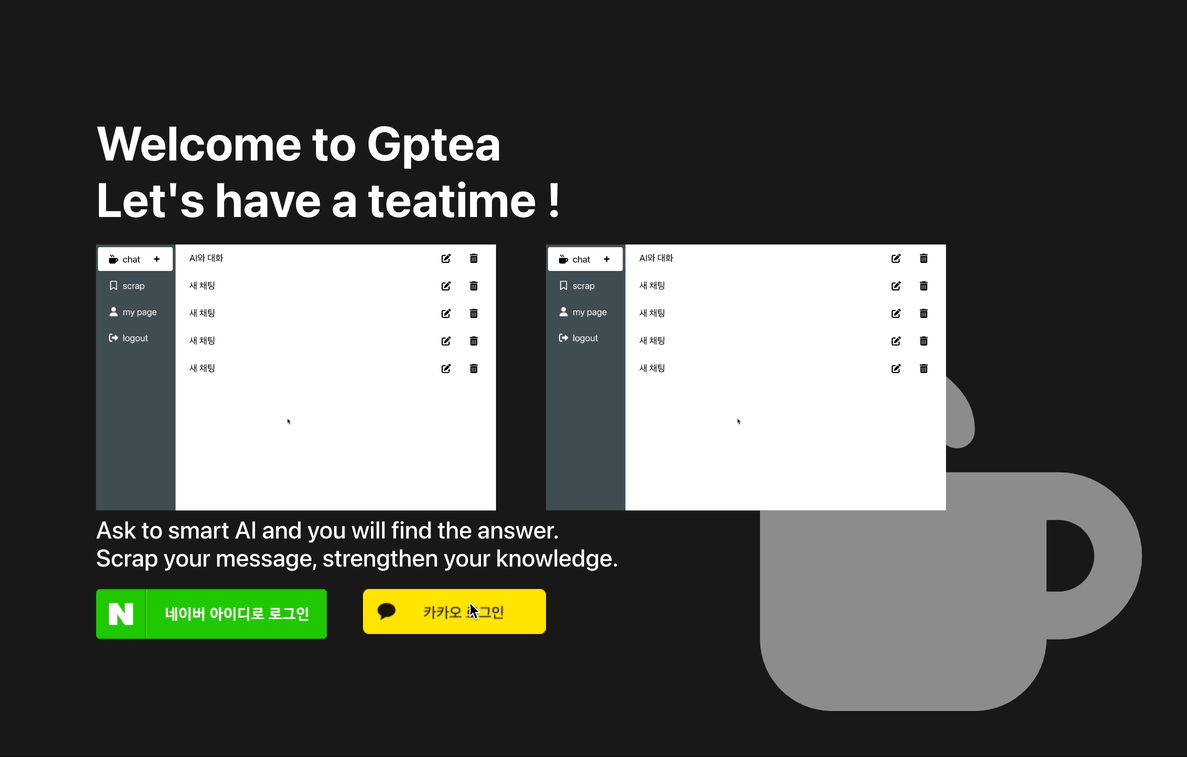 Welcome to Gptea
Let's have a teatime !
chat +
scrap
my page
logout
AI와 대화
새 채팅
새 채팅
새 채팅
새 채팅
chat +
scrap
my page
logout
AI와 대화
새 채팅
새 채팅
새 채팅
새 채팅
Ask to smart AI and you will find the answer.
Scrap your message, strengthen your knowledge.
N 네이버 아이디로 로그인
카카오 로그인